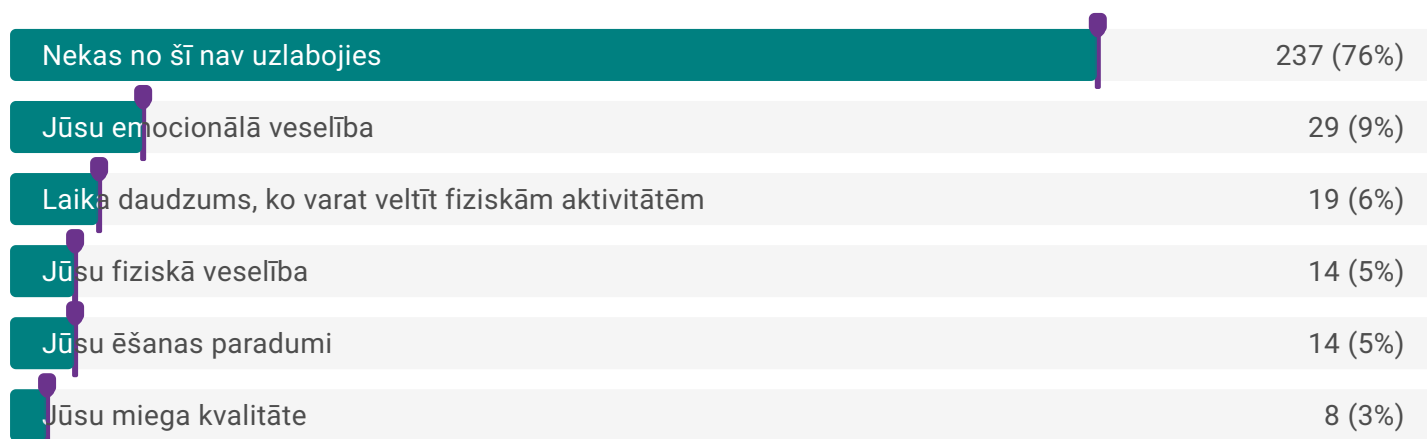 Nekas no šī nav uzlabojies 237 (76%)
Jūsu emocionālā veselība 29 (9%)
Laika daudzums, ko varat veltīt fiziskām aktivitātēm 19 (6%)
Jūsu fiziskā veselība 14 (5%)
Jūsu ēšanas paradumi 14 (5%)
Jūsu miega kvalitāte 8 (3%)